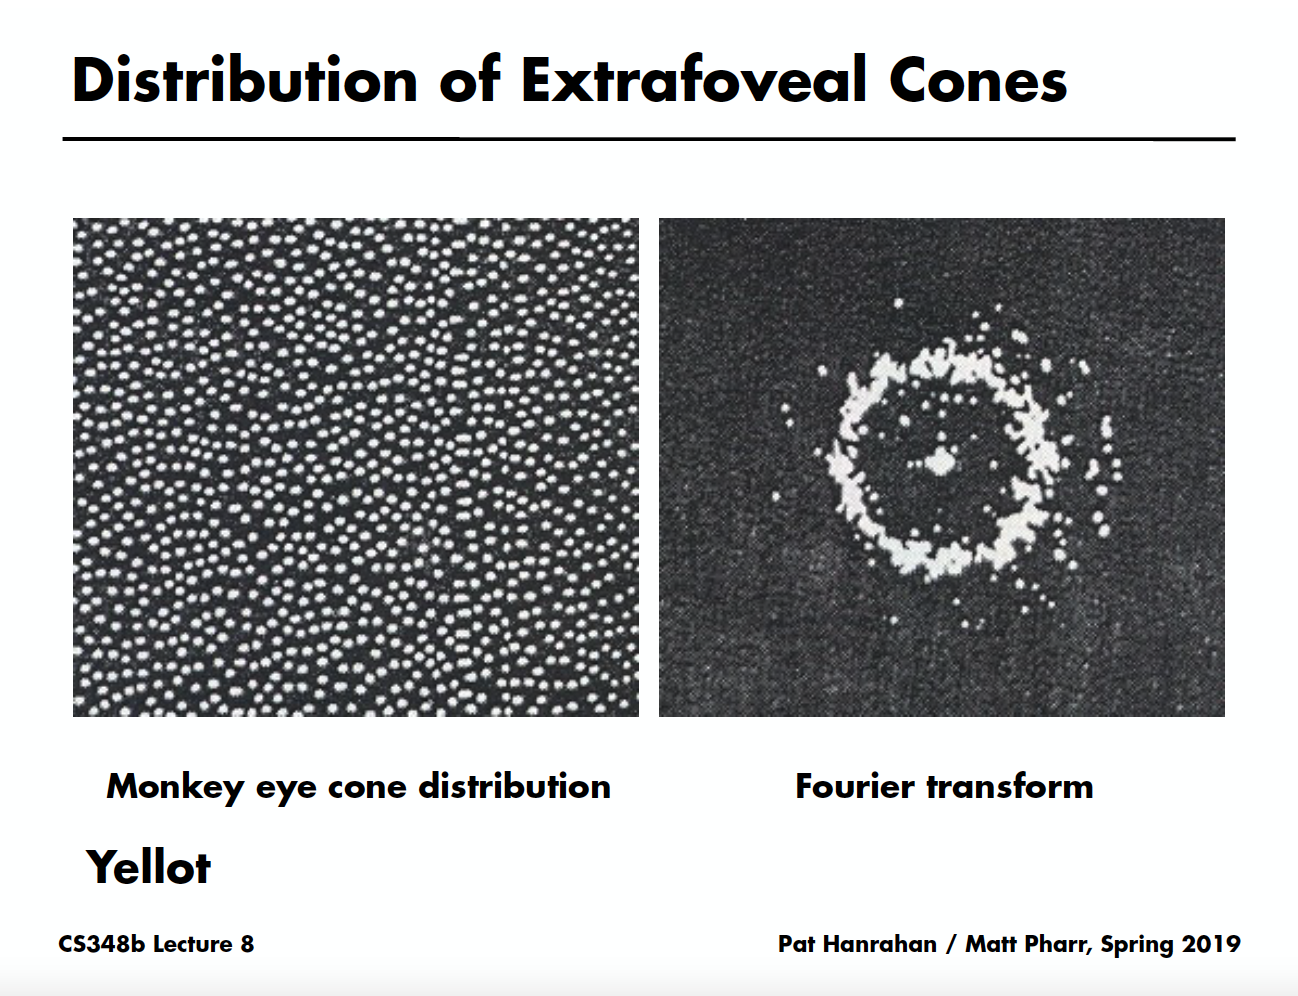 Distribution of Extrafoveal Cones
Monkey eye cone distribution
Fourier transform
Yellot
CS348b Lecture 8
Pat Hanrahan / Matt Pharr, Spring 2019